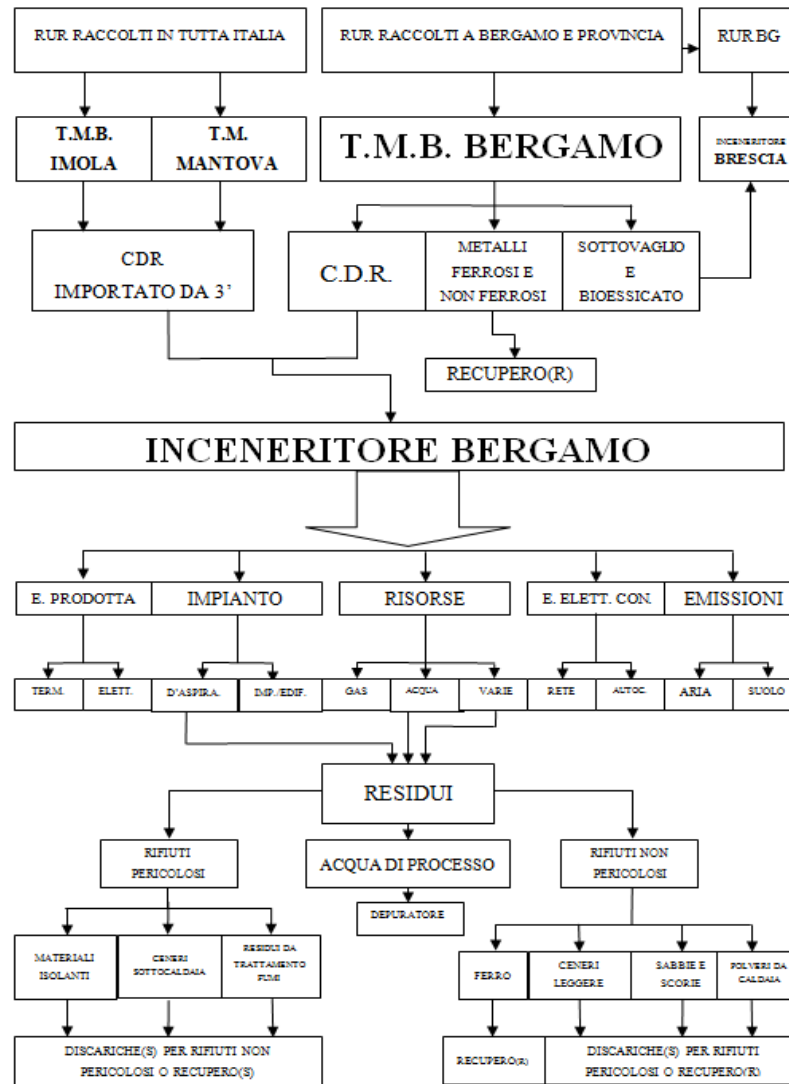 RUR RACCOLTI IN TUTTA ITALIA
RUR RACCOLTI A BERGAMO E PROVINCIA
RUR BG
T.M.B.
IMOLA
T.M.
MANTOVA
T.M.B. BERGAMO
INCENERITORE
BRESCIA
CDR
IMPORTATO DA 3’
C.D.R.
METALLI
FERROSI E
NON FERROSI
SOTTOVAGLIO
E
BIOESSICATO
RECUPERO(R)
INCENERITORE BERGAMO
E. PRODOTTA
IMPIANTO
RISORSE
E. ELETT. CON.
EMISSIONI
TERM.
ELETT.
D'ASPIRA.
IMP./EDIF.
GAS
ACQUA
VARIE
RETE
AUTOC.
ARIA
SUOLO
RESIDUI
RIFIUTI
PERICOLOSI
ACQUA DI PROCESSO
RIFIUTI NON
PERICOLOSI
DEPURATORE
MATERIALI
ISOLANTI
CENERI
SOTTOCALDAIA
RESIDUI DA
TRATTAMENTO
FUMI
FERRO
CENERI
LEGGERE
SABBIE E
SCORIE
POLVERI DA
CALDAIA
DISCARICHE(S) PER RIFIUTI NON
PERICOLOSI O RECUPERO(S)
RECUPERO(R)
DISCARICHE(S) PER RIFIUTI
PERICOLOSI O RECUPERO(R)